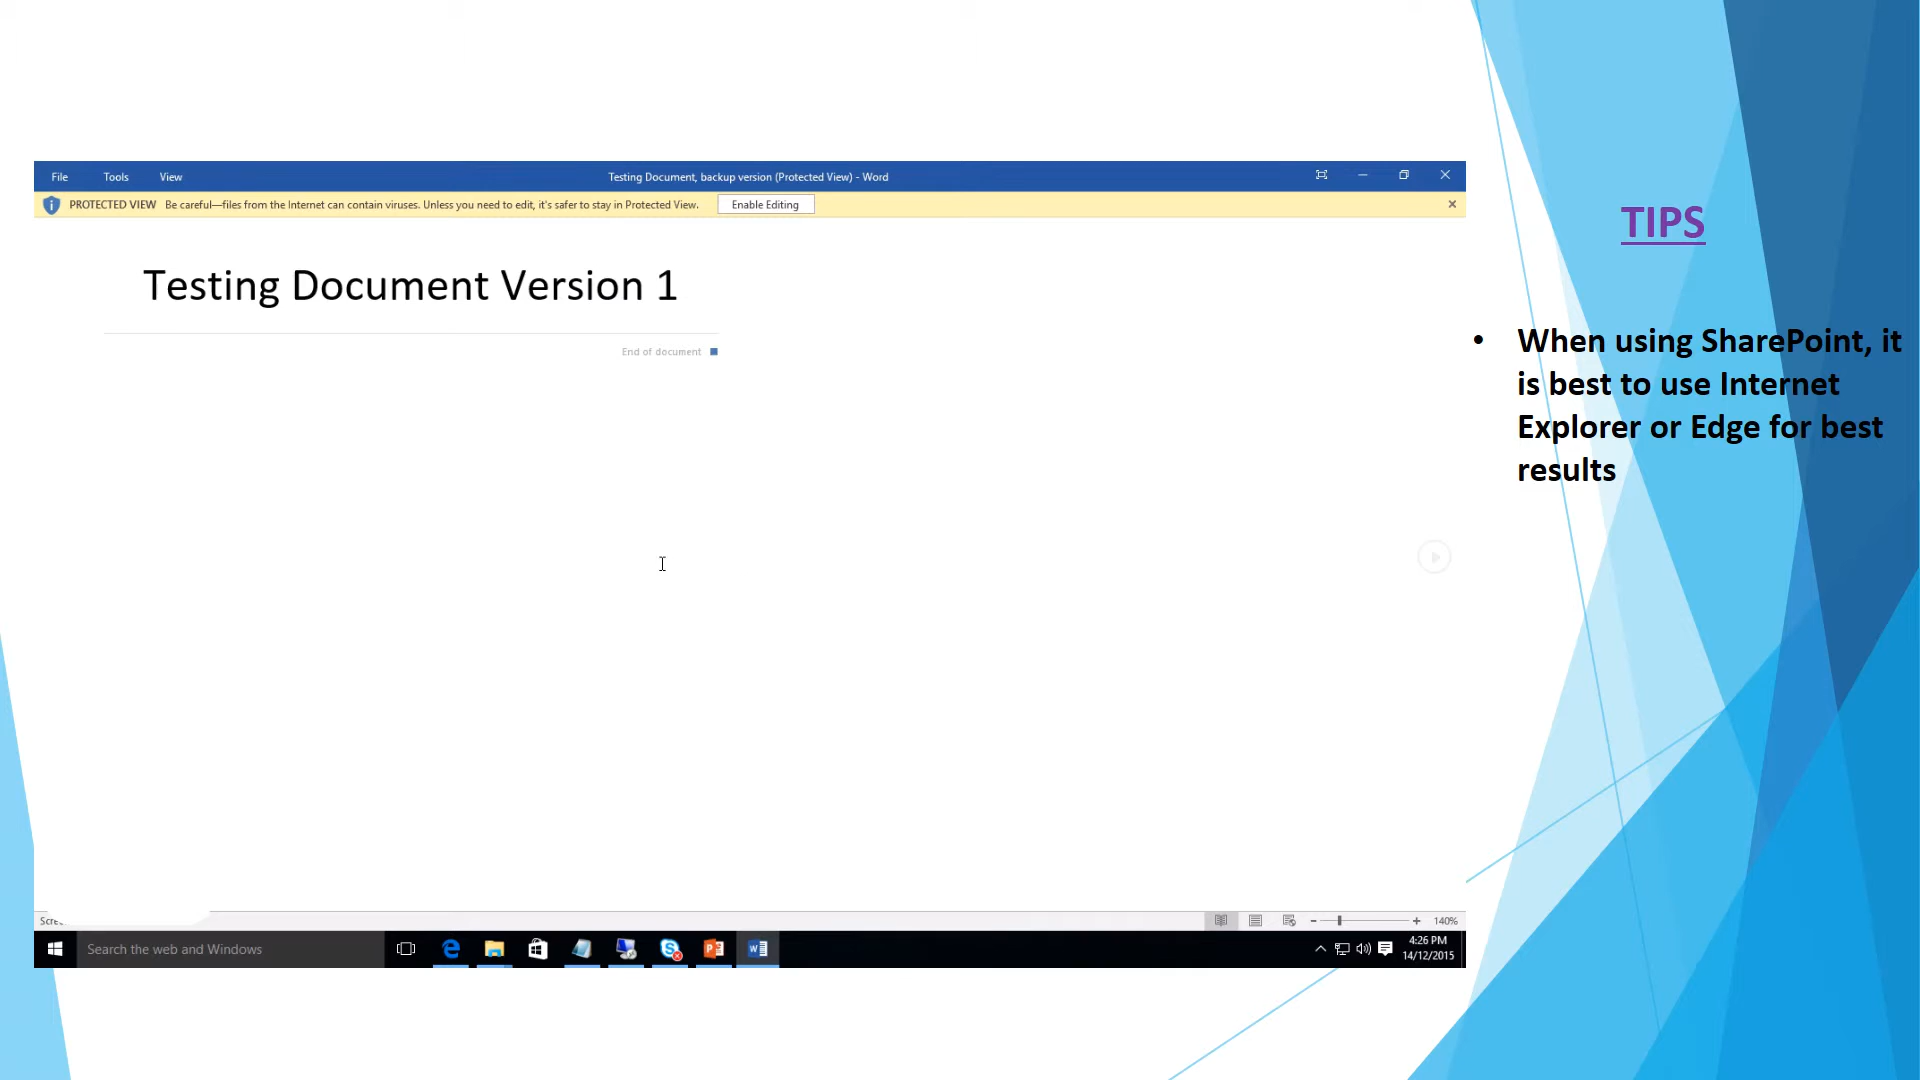 File Tools View Testing Document, backup version (Protected View) - Word
PROTECTED VIEW Be careful—files from the Internet can contain viruses. Unless you need to edit, it's safer to stay in Protected View. Enable Editing
Testing Document Version 1
End of document
TIPS
• When using SharePoint, it
is best to use Internet
Explorer or Edge for best
results
140%
Search the web and Windows
4:26 PM
14/12/2015